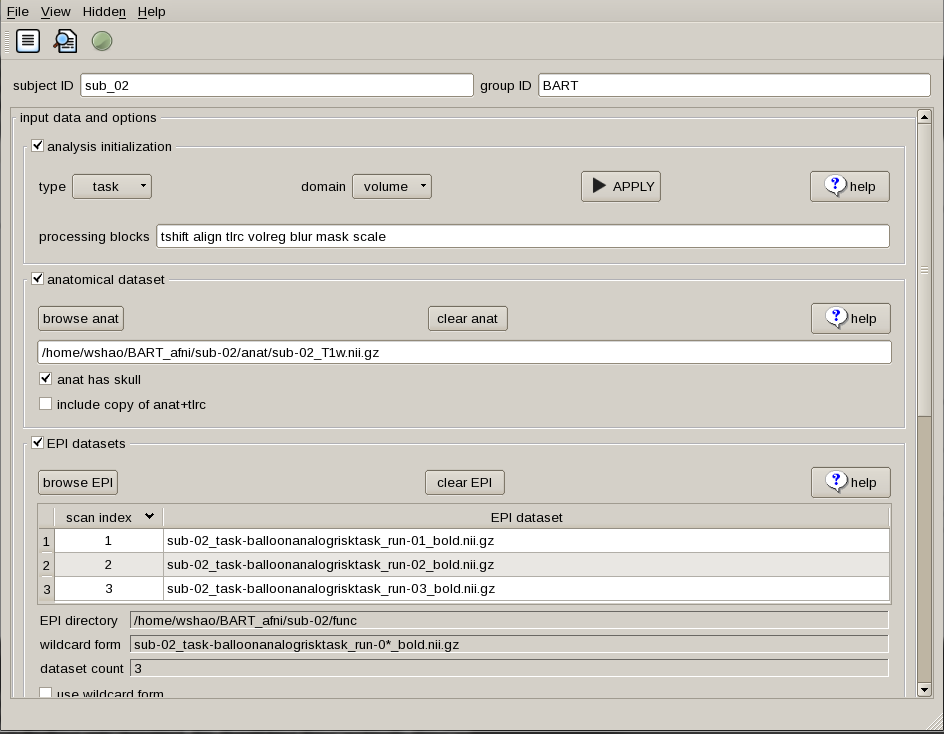 File View Hidden Help
subject ID sub_02 group ID BART
input data and options
analysis initialization
type task domain volume APPLY ? help
processing blocks tshift align tlrc volreg blur mask scale
anatomical dataset
browse anat clear anat ? help
/home/wshao/BART_afni/sub-02/anat/sub-02_T1w.nii.gz
anat has skull
include copy of anat+tlrc
EPI datasets
browse EPI clear EPI ? help
scan index EPI dataset
1 1 sub-02_task-balloonanalogrisktask_run-01_bold.nii.gz
2 2 sub-02_task-balloonanalogrisktask_run-02_bold.nii.gz
3 3 sub-02_task-balloonanalogrisktask_run-03_bold.nii.gz
EPI directory /home/wshao/BART_afni/sub-02/func
wildcard form sub-02_task-balloonanalogrisktask_run-0*_bold.nii.gz
dataset count 3
use wildcard form